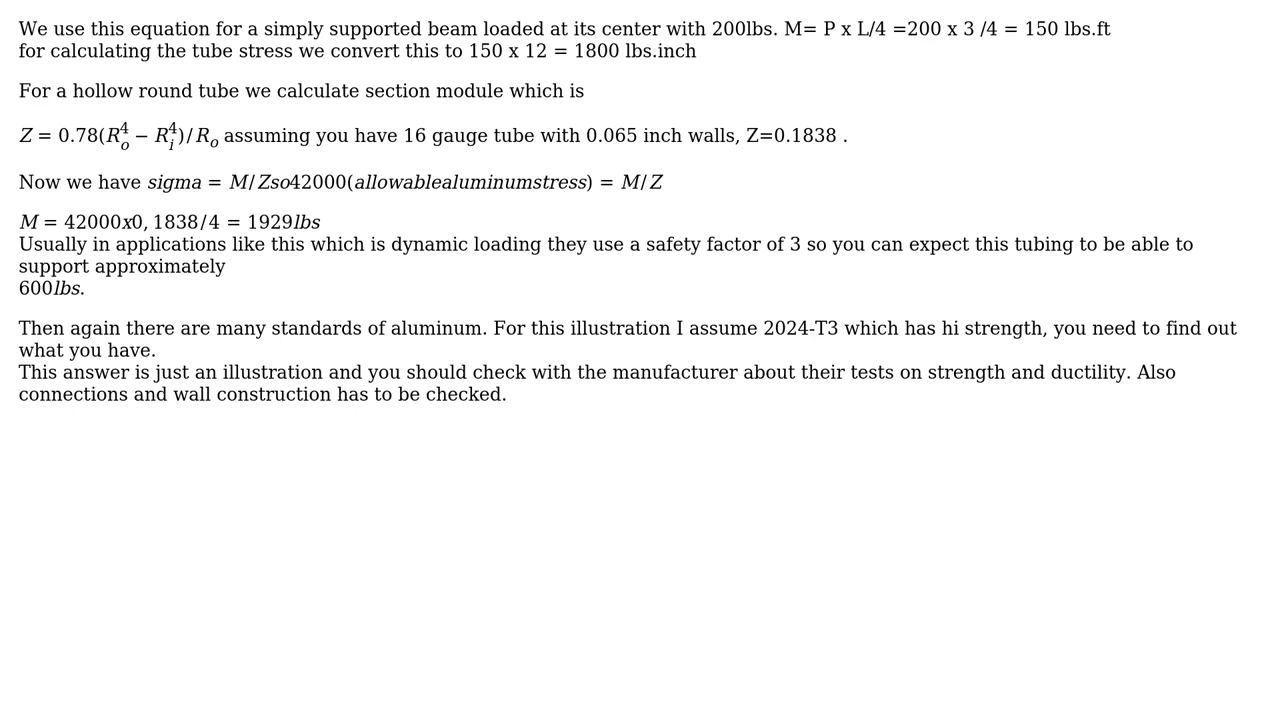 We use this equation for a simply supported beam loaded at its center with 200lbs. M= P x L/4 =200 x 3 /4 = 150 lbs.ft
for calculating the tube stress we convert this to 150 x 12 = 1800 lbs.inch
For a hollow round tube we calculate section module which is
Z = 0.78(R_o^4 − R_i^4)/R_o assuming you have 16 gauge tube with 0.065 inch walls, Z=0.1838 .
Now we have sigma = M/Zso42000(allowablealuminumstress) = M/Z
M = 42000x0, 1838/4 = 1929lbs
Usually in applications like this which is dynamic loading they use a safety factor of 3 so you can expect this tubing to be able to
support approximately
600lbs.
Then again there are many standards of aluminum. For this illustration I assume 2024-T3 which has hi strength, you need to find out
what you have.
This answer is just an illustration and you should check with the manufacturer about their tests on strength and ductility. Also
connections and wall construction has to be checked.